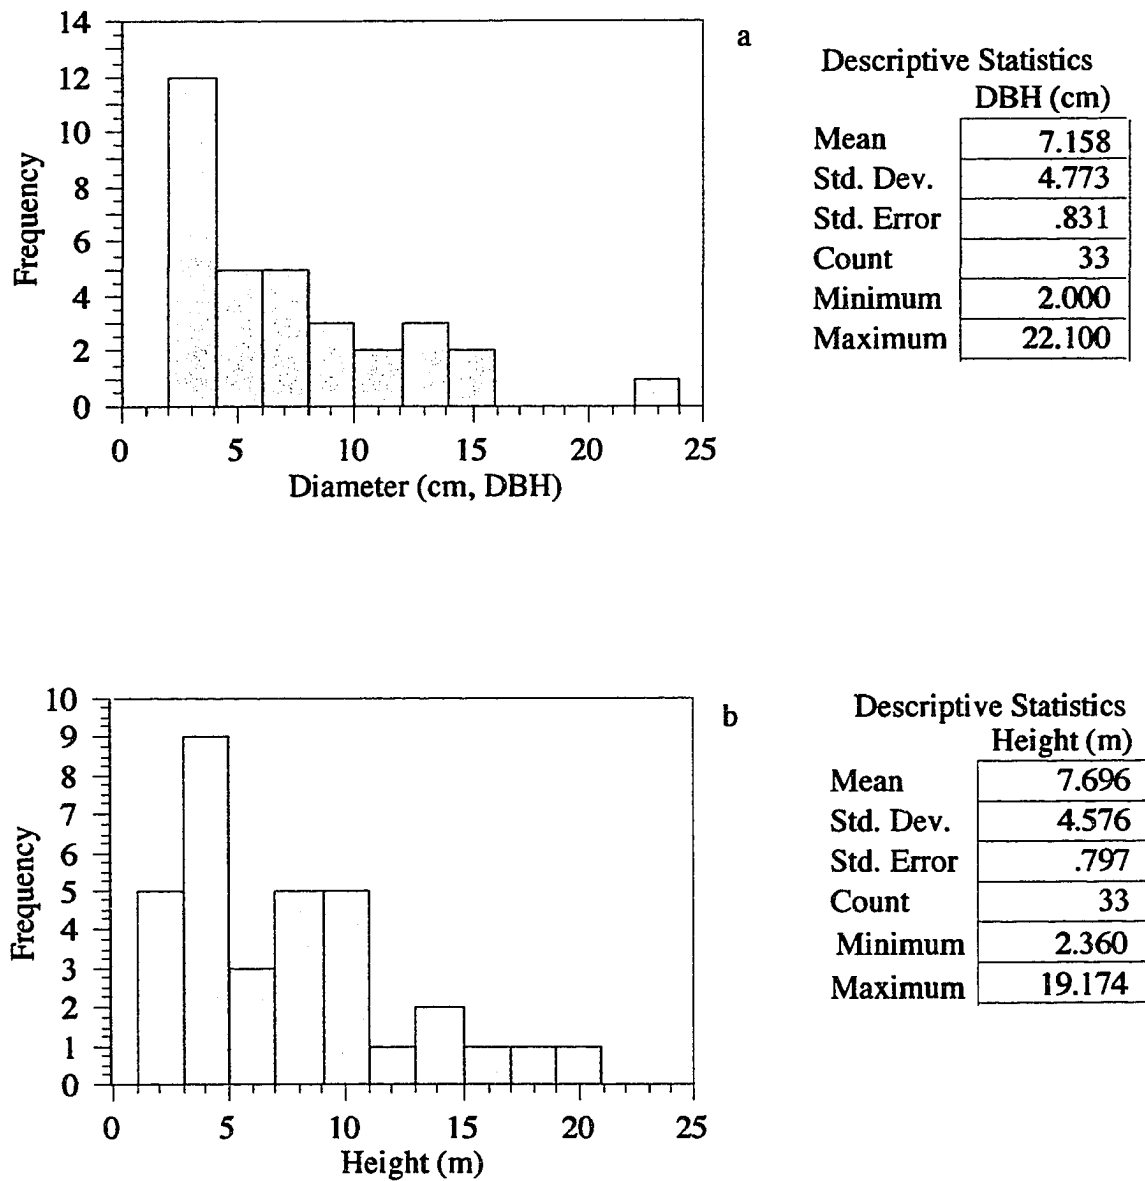 14
12
10
8
6
4
2
0
Frequency
0 5 10 15 20 25
Diameter (cm, DBH)
a
Descriptive Statistics
DBH (cm)
Mean 7.158
Std. Dev. 4.773
Std. Error .831
Count 33
Minimum 2.000
Maximum 22.100
10
9
8
7
6
5
4
3
2
1
0
Frequency
0 5 10 15 20 25
Height (m)
b
Descriptive Statistics
Height (m)
Mean 7.696
Std. Dev. 4.576
Std. Error .797
Count 33
Minimum 2.360
Maximum 19.174